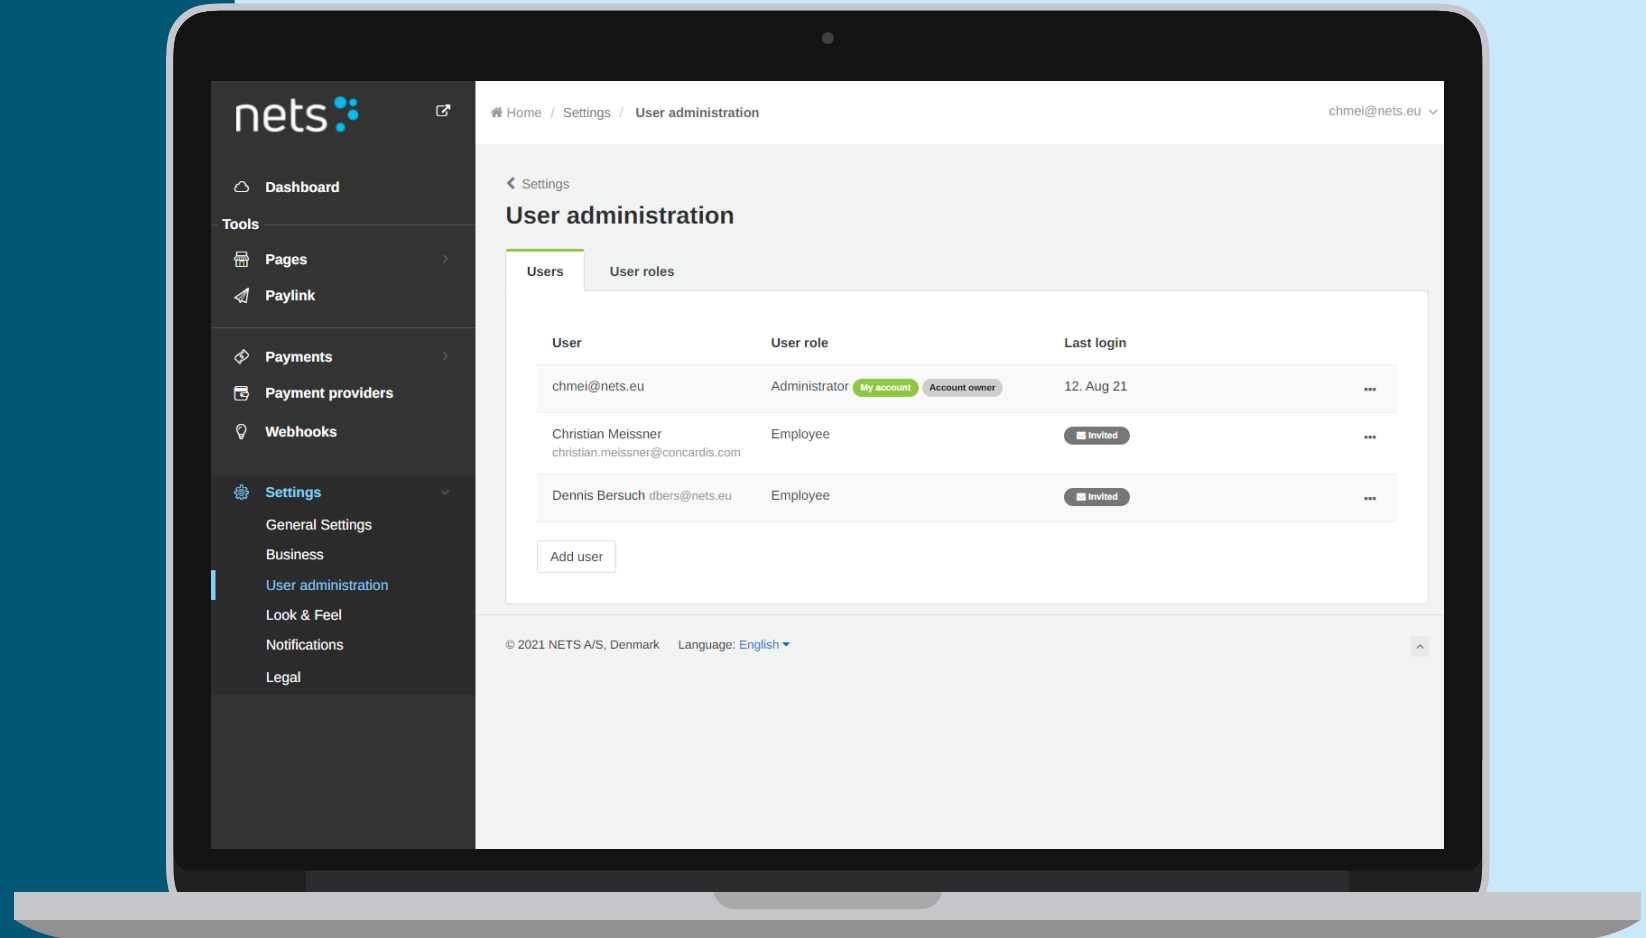 nets
Dashboard
Tools
Pages
Paylink
Payments
Payment providers
Webhooks
Settings
General Settings
Business
User administration
Look & Feel
Notifications
Legal
Home / Settings / User administration
chmei@nets.eu
Settings
User administration
Users User roles
User User role Last login
chmei@nets.eu Administrator My account Account owner 12. Aug 21
Christian Meissner Employee Invited
christian.meissner@concardis.com
Dennis Bersuch dbers@nets.eu Employee Invited
Add user
© 2021 NETS A/S, Denmark Language: English